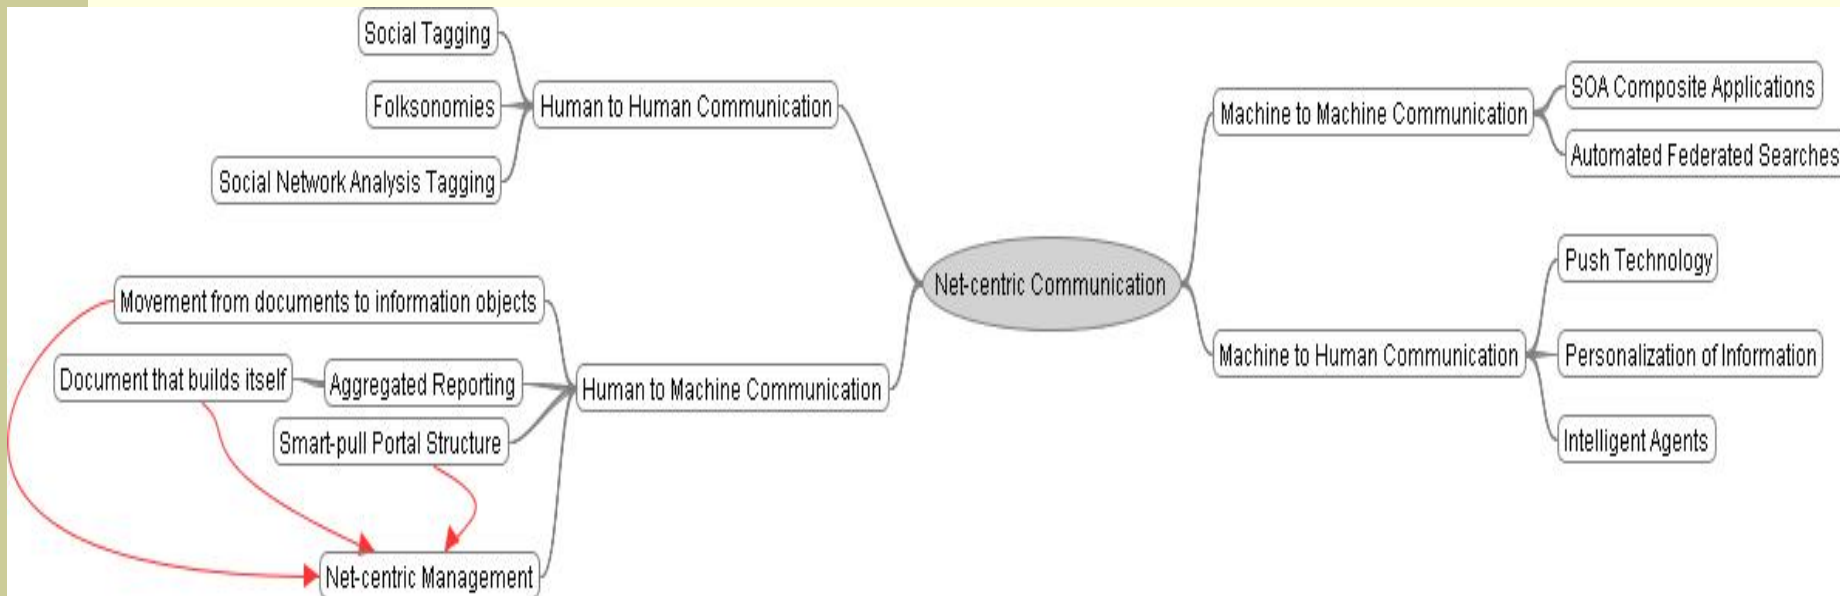 Social Tagging
Folksonomies
Social Network Analysis Tagging
Human to Human Communication
Movement from documents to information objects
Document that builds itself
Aggregated Reporting
Smart-pull Portal Structure
Net-centric Management
Human to Machine Communication
Net-centric Communication
Machine to Machine Communication
SOA Composite Applications
Automated Federated Searches
Machine to Human Communication
Push Technology
Personalization of Information
Intelligent Agents